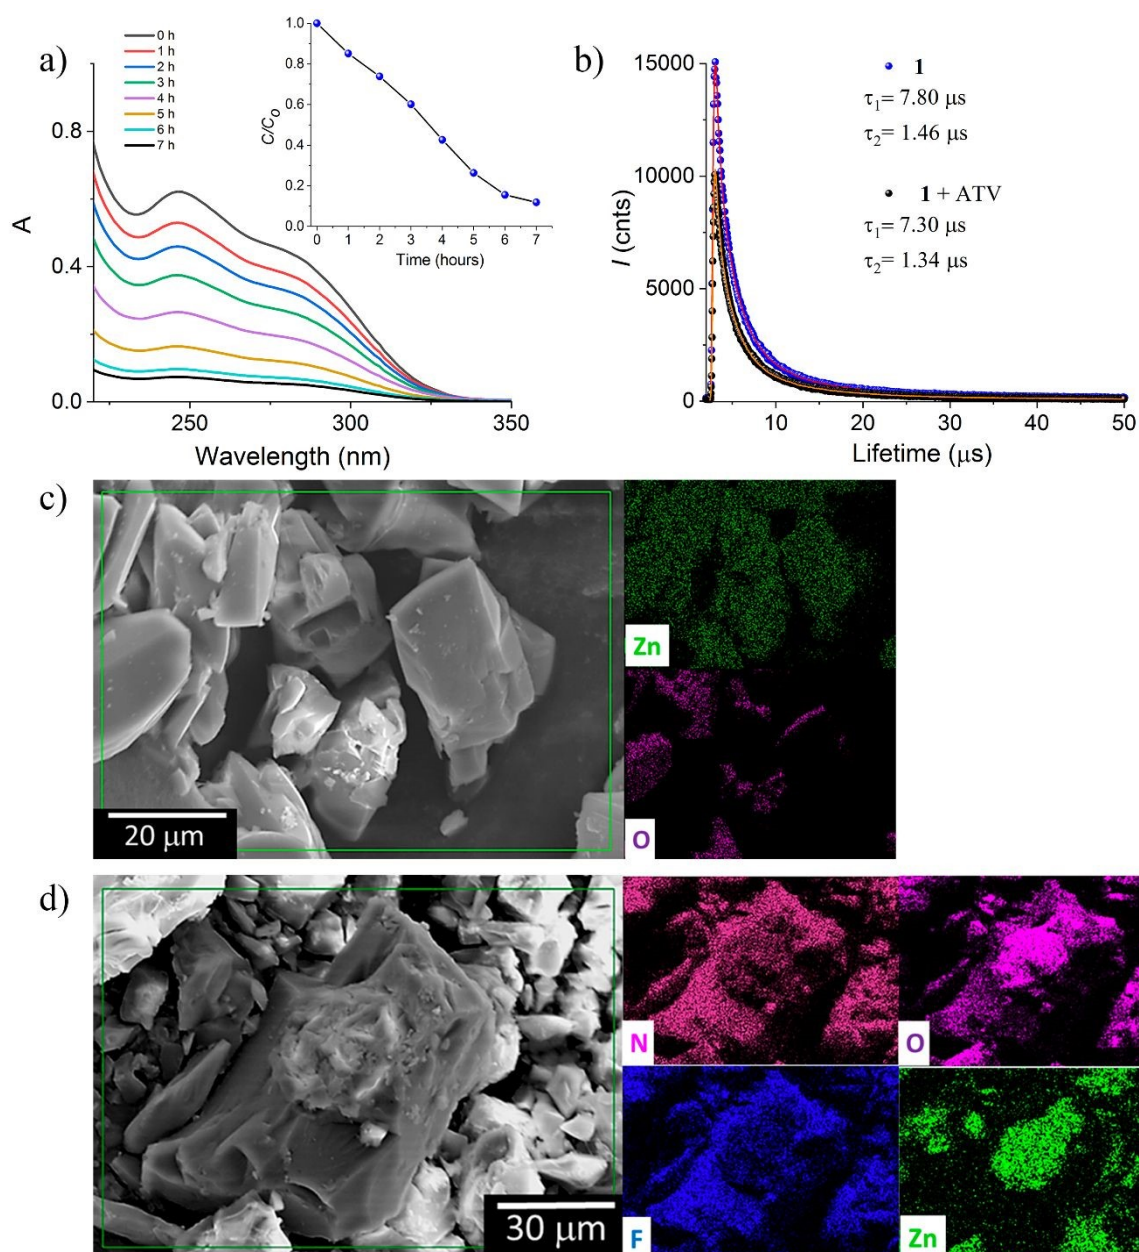 a)
0 h
1 h
2 h
3 h
4 h
5 h
6 h
7 h
0.8
0.4
0.0
A
250
300
350
Wavelength (nm)
1.0
0.8
0.6
0.4
0.2
0.0
C/Co
0 1 2 3 4 5 6 7
Time (hours)
b)
15000
10000
5000
0
I (cnts)
1
τ1= 7.80 μs
τ2= 1.46 μs
1 + ATV
τ1= 7.30 μs
τ2= 1.34 μs
10 20 30 40 50
Lifetime (μs)
c)
20 μm
Zn
O
d)
30 μm
N
O
F
Zn